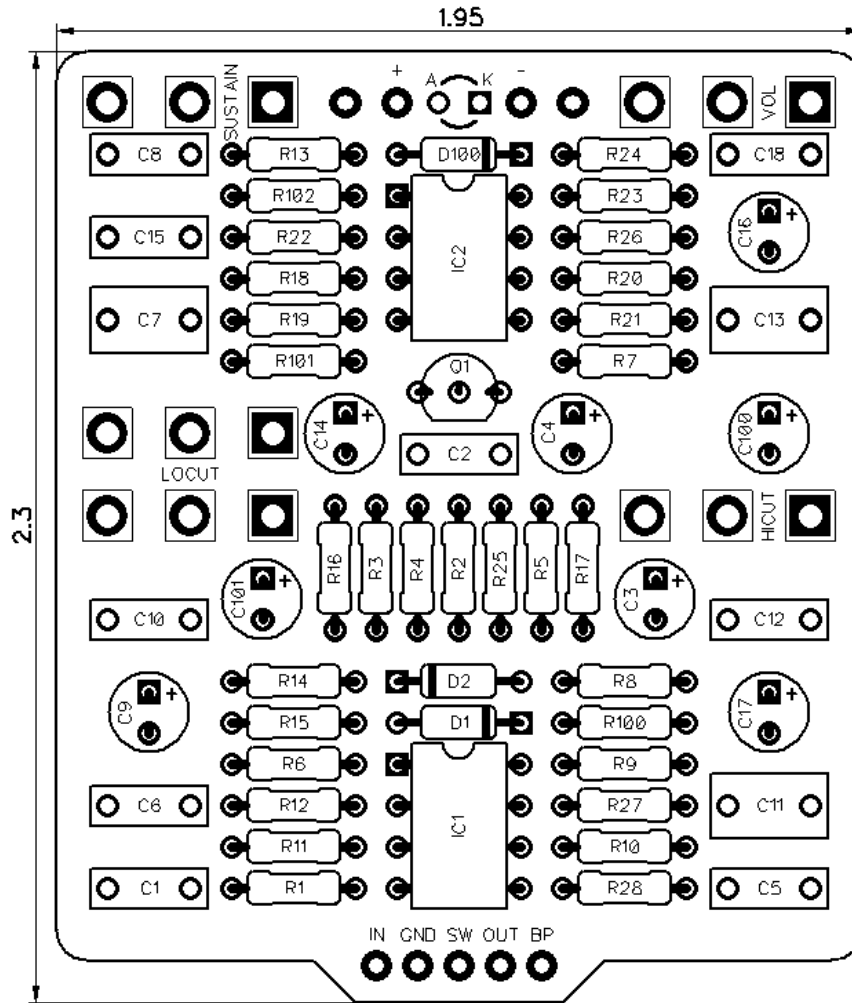 1.95
2.3
SUSTAIN + A K - VOL
C8 R13 D100 R24 C18
R102 R23
C15 R22 IC2 R26 C16 +
R18 R20
C7 R19 R21 C13
R101 Q1 R7
C14 + C4 + C100 +
LOCUT C2
HICUT
R16 R3 R4 R2 R25 R5 R17
C101 + C3 +
C10 C12
R14 D2 R8
C9 + R15 D1 R100 C17 +
R6 R9
C6 R12 IC1 R27 C11
R11 R10
C1 R1 R28 C5
IN GND SW OUT BP